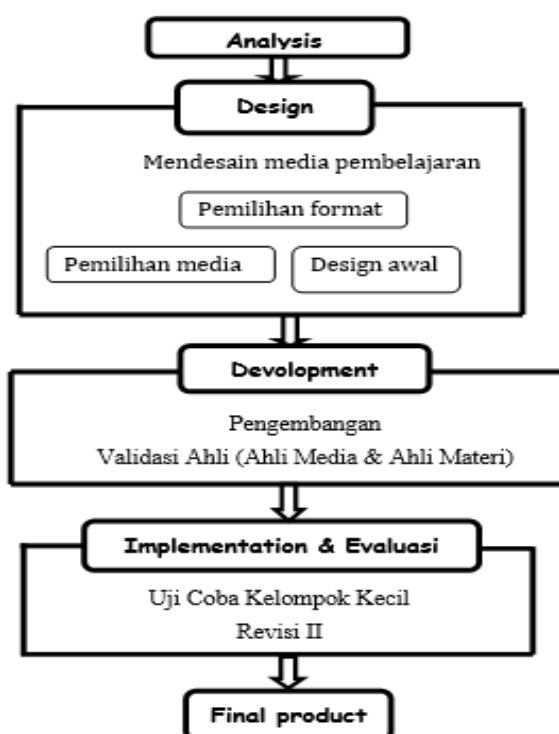 Analysis
Design
Mendesain media pembelajaran
Pemilihan format
Pemilihan media
Design awal
Devolopment
Pengembangan
Validasi Ahli (Ahli Media & Ahli Materi)
Implementation & Evaluasi
Uji Coba Kelompok Kecil
Revisi II
Final product